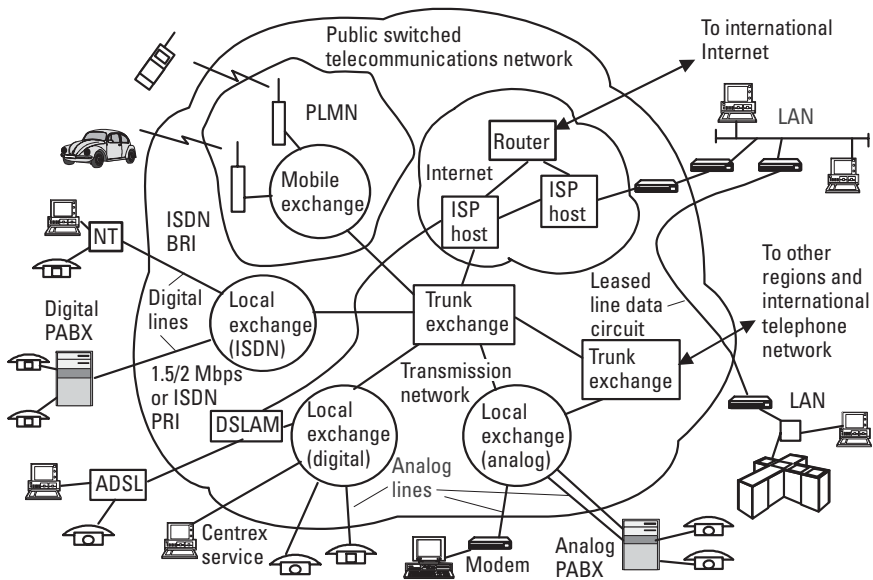 Public switched
telecommunications network
To international
Internet
PLMN
LAN
Router
Internet
Mobile
exchange
ISP
host
ISP
host
NT
ISDN
BRI
To other
regions and
international
telephone
network
Digital
PABX
Digital
lines
Local
exchange
(ISDN)
Trunk
exchange
Leased
line data
circuit
Trunk
exchange
1.5/2 Mbps
or ISDN
PRI
Transmission
network
DSLAM
Local
exchange
(digital)
Local
exchange
(analog)
LAN
ADSL
Analog
lines
Centrex
service
Modem
Analog
PABX